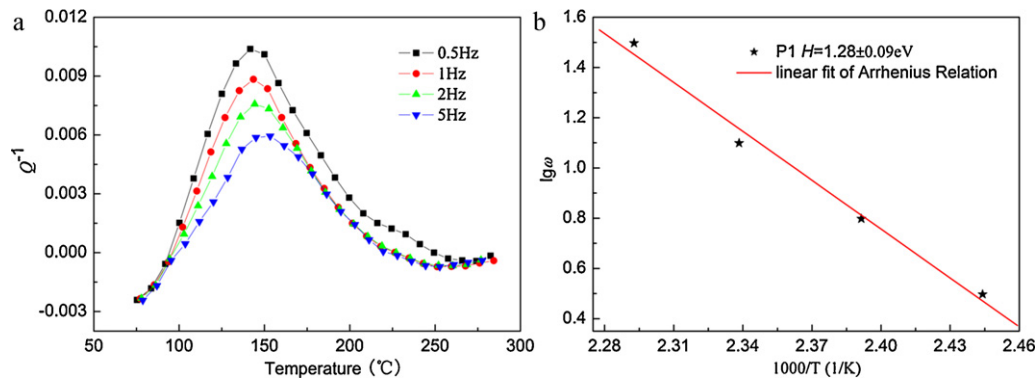 a
0.012
0.009
0.006
0.003
0.000
-0.003
Q⁻¹
50
100
150
200
250
300
Temperature (℃)
0.5Hz
1Hz
2Hz
5Hz
b
1.6
1.4
1.2
1.0
0.8
0.6
0.4
lgω
2.28
2.31
2.34
2.37
2.40
2.43
2.46
1000/T (1/K)
P1 H=1.28±0.09eV
linear fit of Arrhenius Relation